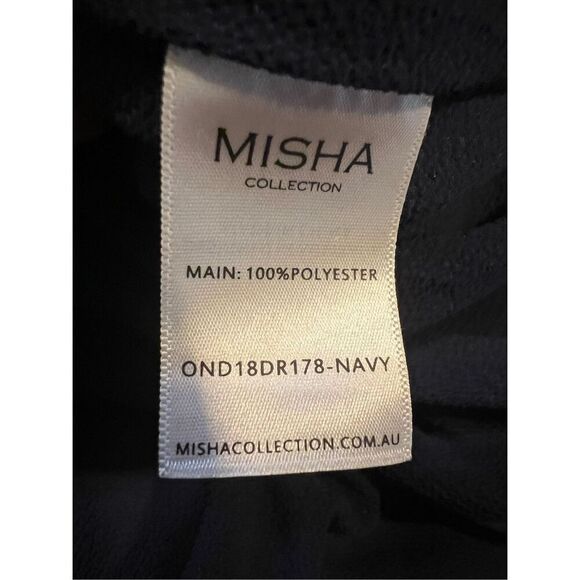 MISHA
COLLECTION
MAIN: 100%POLYESTER
OND18DR178-NAVY
MISHACOLLECTION.COM.AU